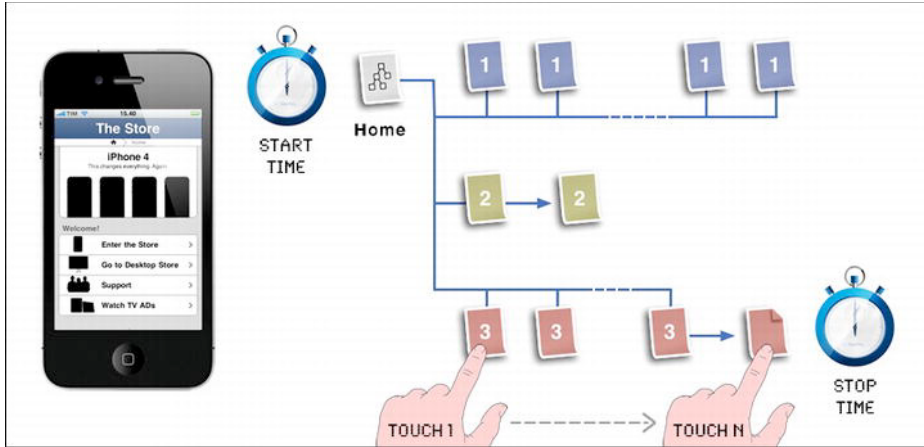 TIM
15.40
The Store
Home
iPhone 4
This changes everything. Again.
Welcome!
Enter the Store
Go to Desktop Store
Support
Watch TV ADs
START
TIME
Home
1
1
1
1
2
2
3
3
3
TOUCH 1
TOUCH N
STOP
TIME